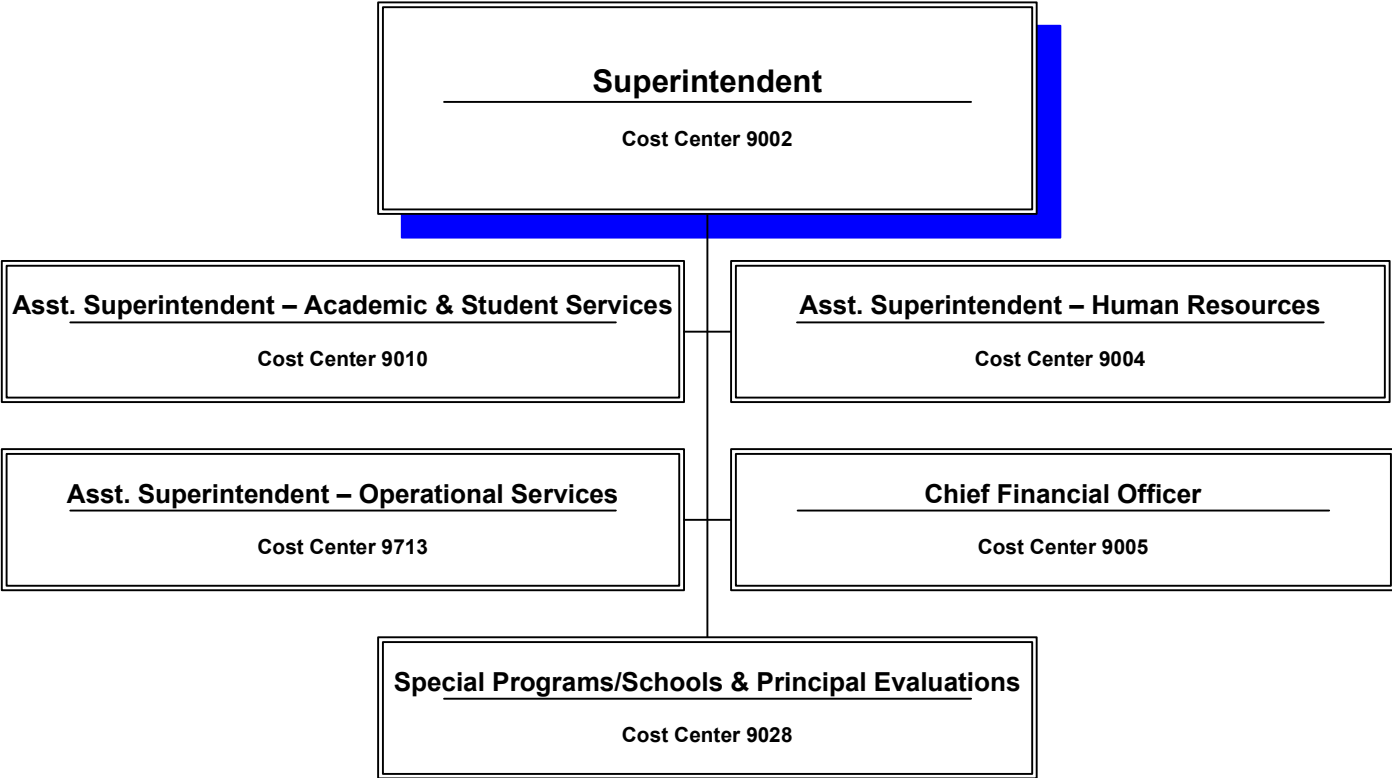 Superintendent
Cost Center 9002
Asst. Superintendent – Academic & Student Services
Cost Center 9010
Asst. Superintendent – Human Resources
Cost Center 9004
Asst. Superintendent – Operational Services
Cost Center 9713
Chief Financial Officer
Cost Center 9005
Special Programs/Schools & Principal Evaluations
Cost Center 9028